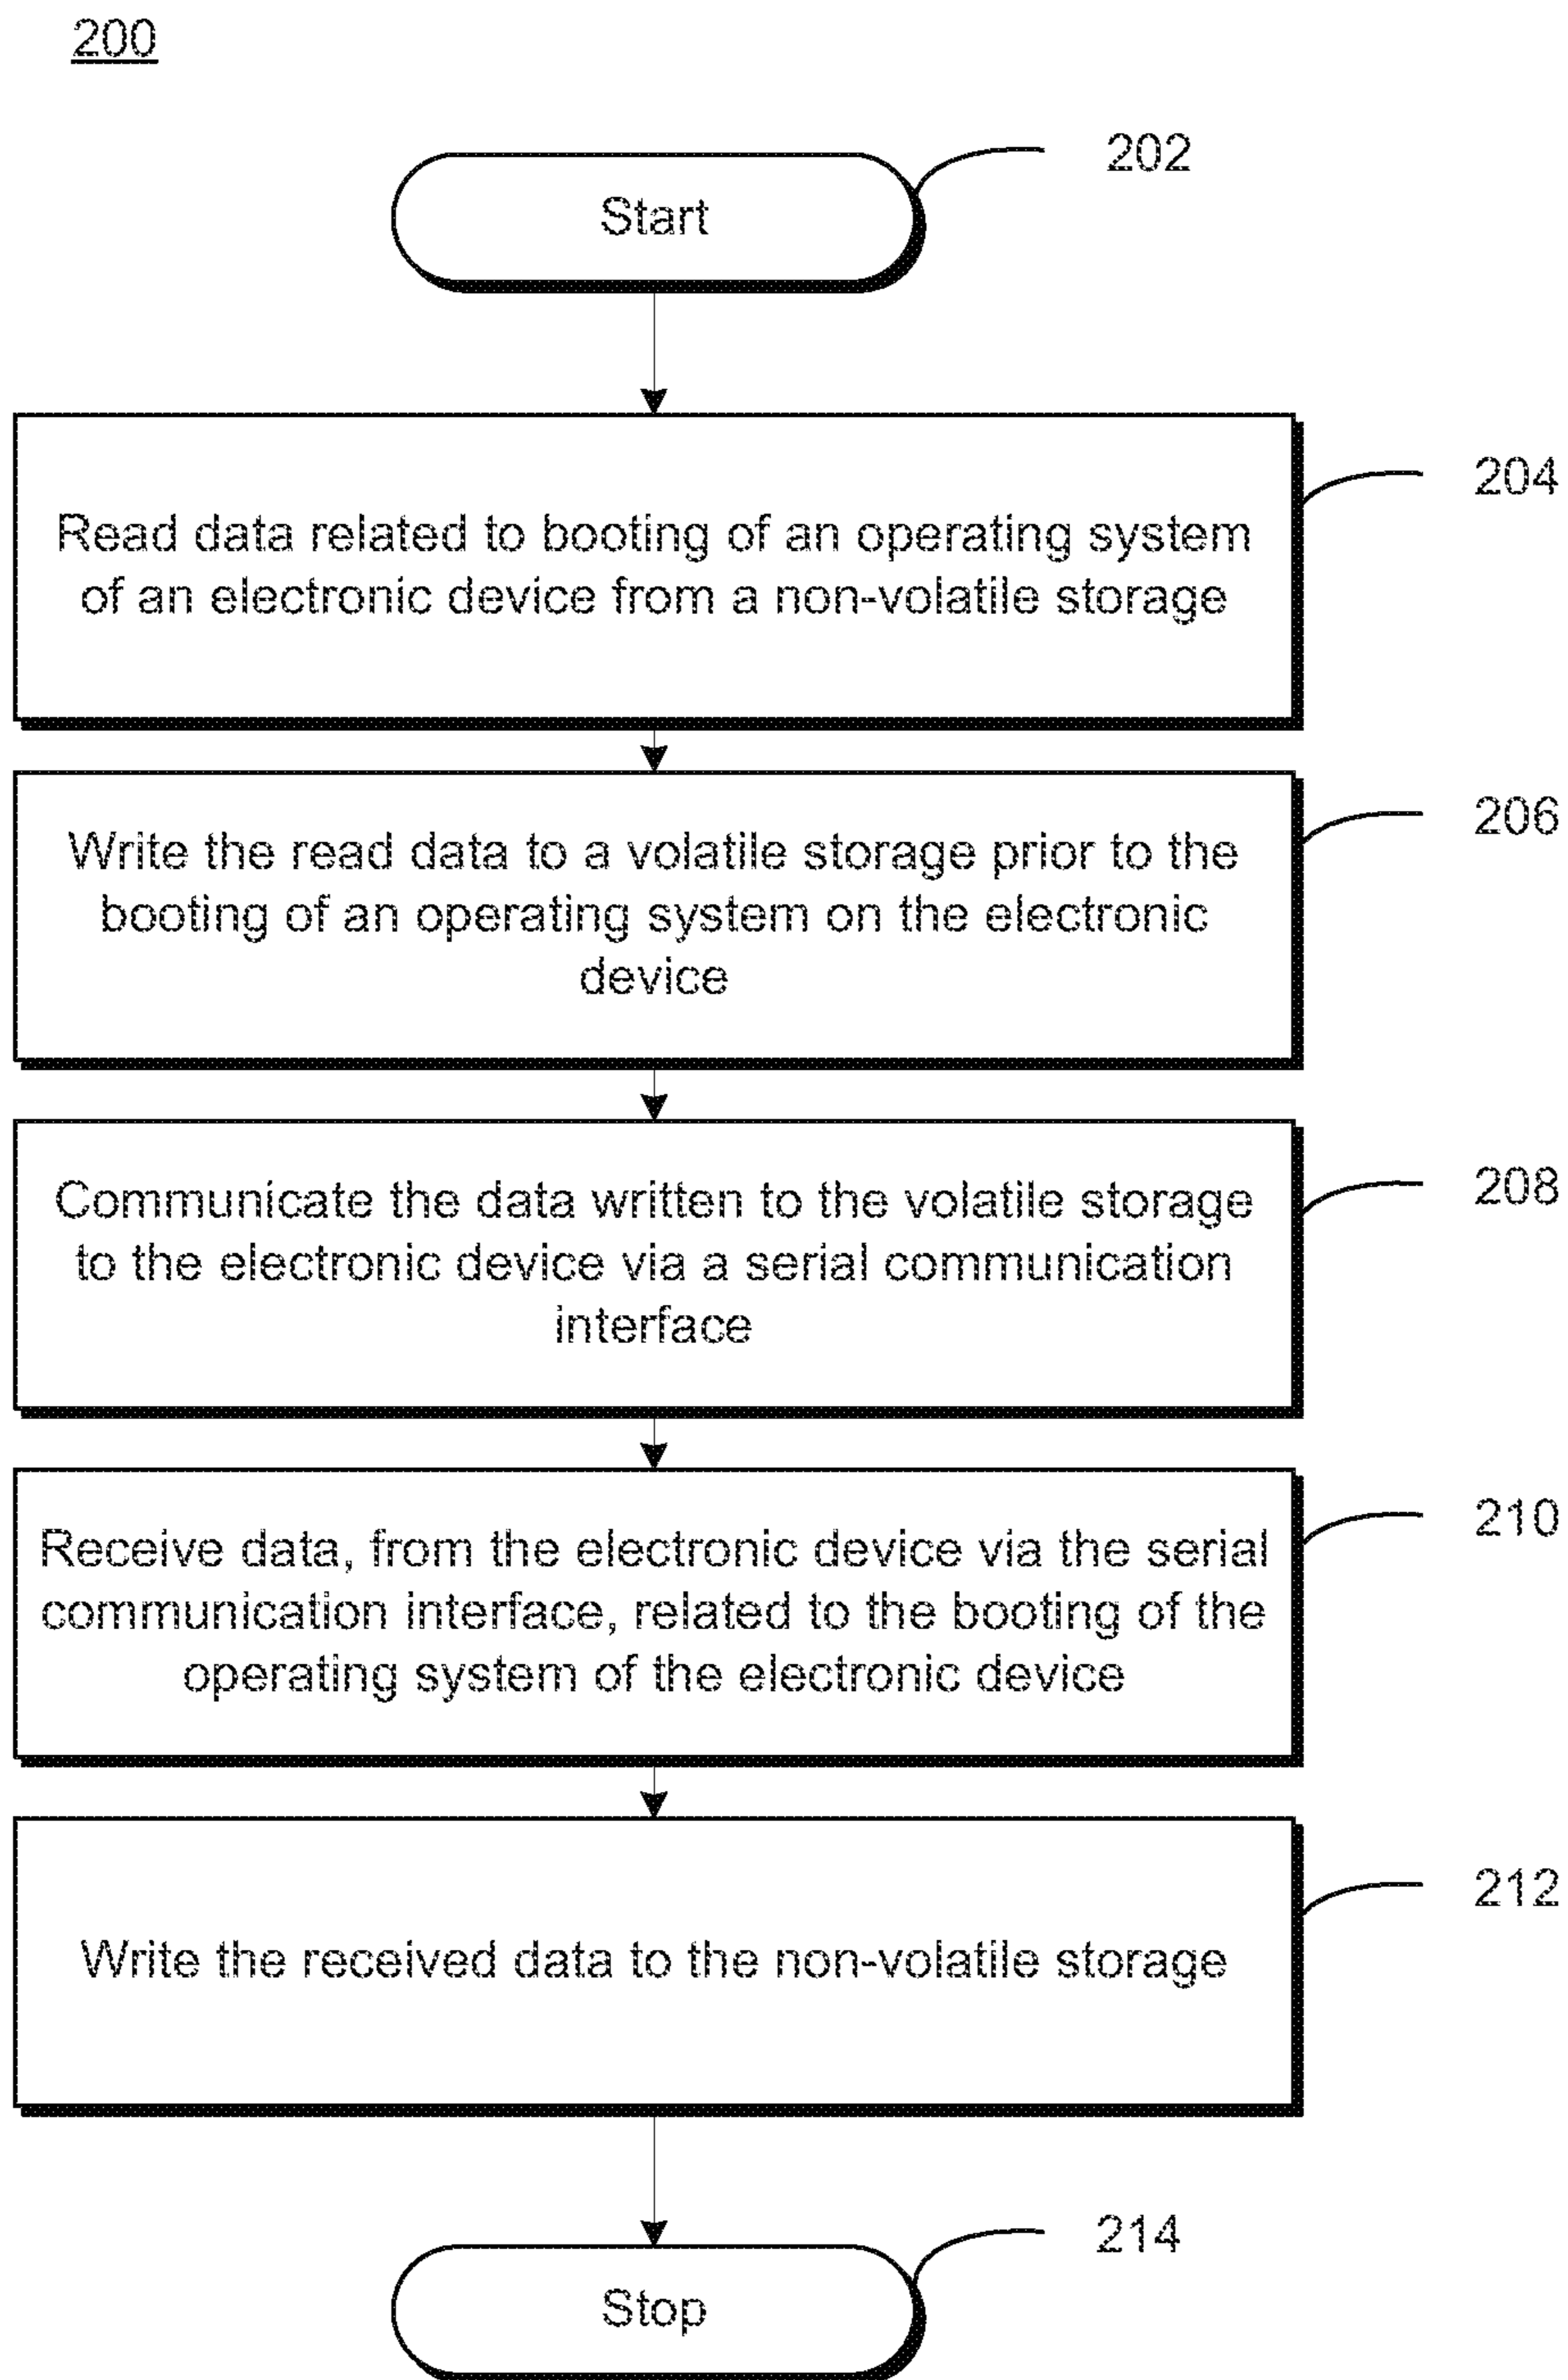 200
202
Start
204
Read data related to booting of an operating system
of an electronic device from a non-volatile storage
206
Write the read data to a volatile storage prior to the
booting of an operating system on the electronic
device
208
Communicate the data written to the volatile storage
to the electronic device via a serial communication
interface
210
Receive data, from the electronic device via the serial
communication interface, related to the booting of the
operating system of the electronic device
212
Write the received data to the non-volatile storage
214
Stop